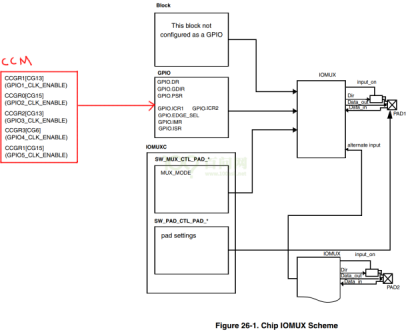 Block
This block not
configured as a GPIO
CCM
CCGR1[CG13]
(GPIO1_CLK_ENABLE)
CCGR0[CG15]
(GPIO2_CLK_ENABLE)
CCGR2[CG13]
(GPIO3_CLK_ENABLE)
CCGR3[CG6]
(GPIO4_CLK_ENABLE)
CCGR1[CG15]
(GPIO5_CLK_ENABLE)
GPIO
GPIO.DR
GPIO.GDIR
GPIO.PSR
GPIO.ICR1 GPIO.ICR2
GPIO.EDGE_SEL
GPIO.IMR
GPIO.ISR
IOMUX
input_on
Dir
Data_out
Data_in
PAD1
alternate input
IOMUXC
SW_MUX_CTL_PAD_*
MUX_MODE
SW_PAD_CTL_PAD_*
pad settings
IOMUX
input_on
Dir
Data_out
Data_in
PAD2
Figure 26-1. Chip IOMUX Scheme